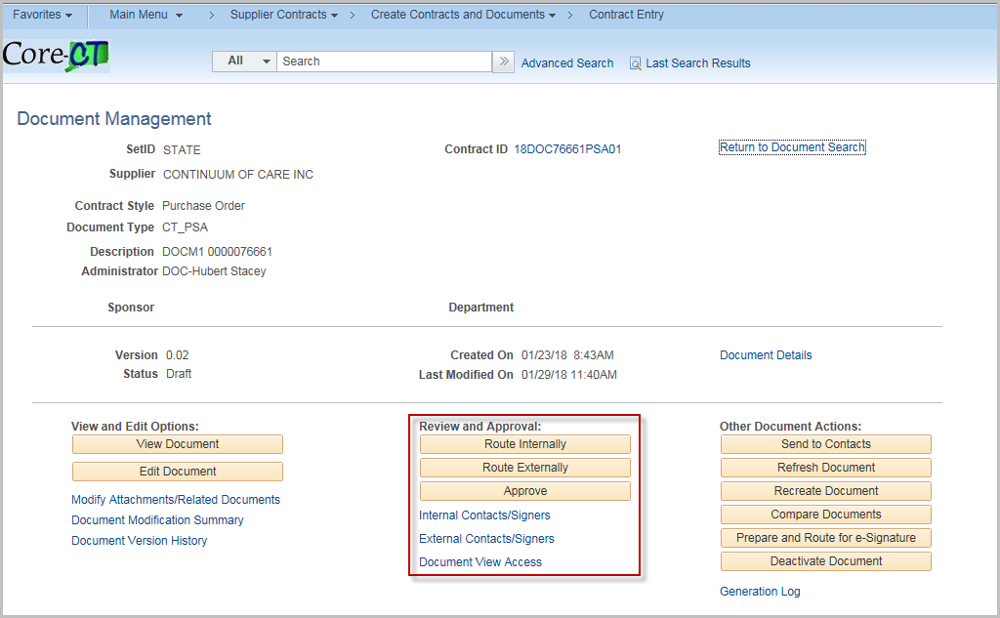 Favorites Main Menu > Supplier Contracts > Create Contracts and Documents > Contract Entry
Core-CT
All Search » Advanced Search Last Search Results
Document Management
SetID STATE Contract ID 18DOC76661PSA01 Return to Document Search
Supplier CONTINUUM OF CARE INC
Contract Style Purchase Order
Document Type CT_PSA
Description DOCM1 0000076661
Administrator DOC-Hubert Stacey
Sponsor Department
Version 0.02 Created On 01/23/18 8:43AM Document Details
Status Draft Last Modified On 01/29/18 11:40AM
View and Edit Options:
View Document
Edit Document
Modify Attachments/Related Documents
Document Modification Summary
Document Version History
Review and Approval:
Route Internally
Route Externally
Approve
Internal Contacts/Signers
External Contacts/Signers
Document View Access
Other Document Actions:
Send to Contacts
Refresh Document
Recreate Document
Compare Documents
Prepare and Route for e-Signature
Deactivate Document
Generation Log